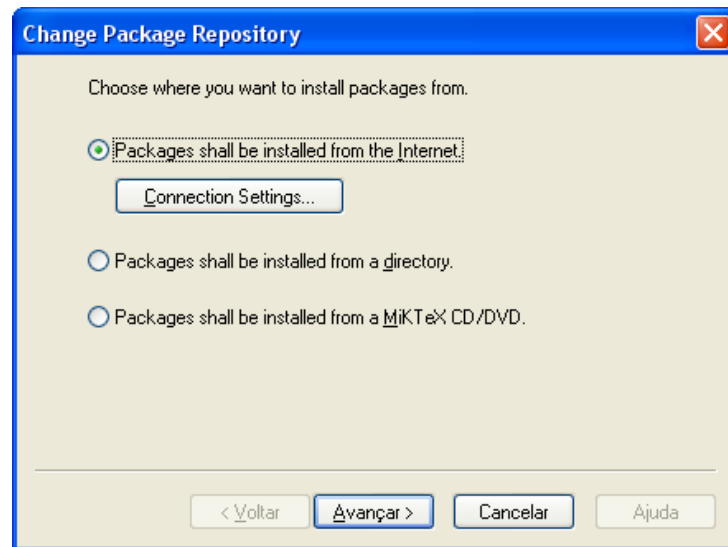 Change Package Repository
Choose where you want to install packages from.
Packages shall be installed from the Internet.
Connection Settings...
Packages shall be installed from a directory.
Packages shall be installed from a MiKTeX CD/DVD.
< Voltar
Avançar >
Cancelar
Ajuda